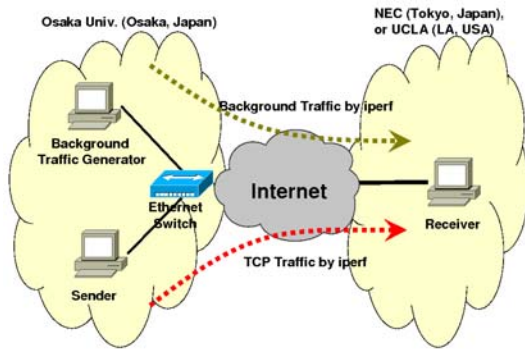 Osaka Univ. (Osaka, Japan)
NEC (Tokyo, Japan),
or UCLA (LA, USA)
Background Traffic by iperf
Background
Traffic Generator
Internet
Ethernet
Switch
Receiver
TCP Traffic by iperf
Sender